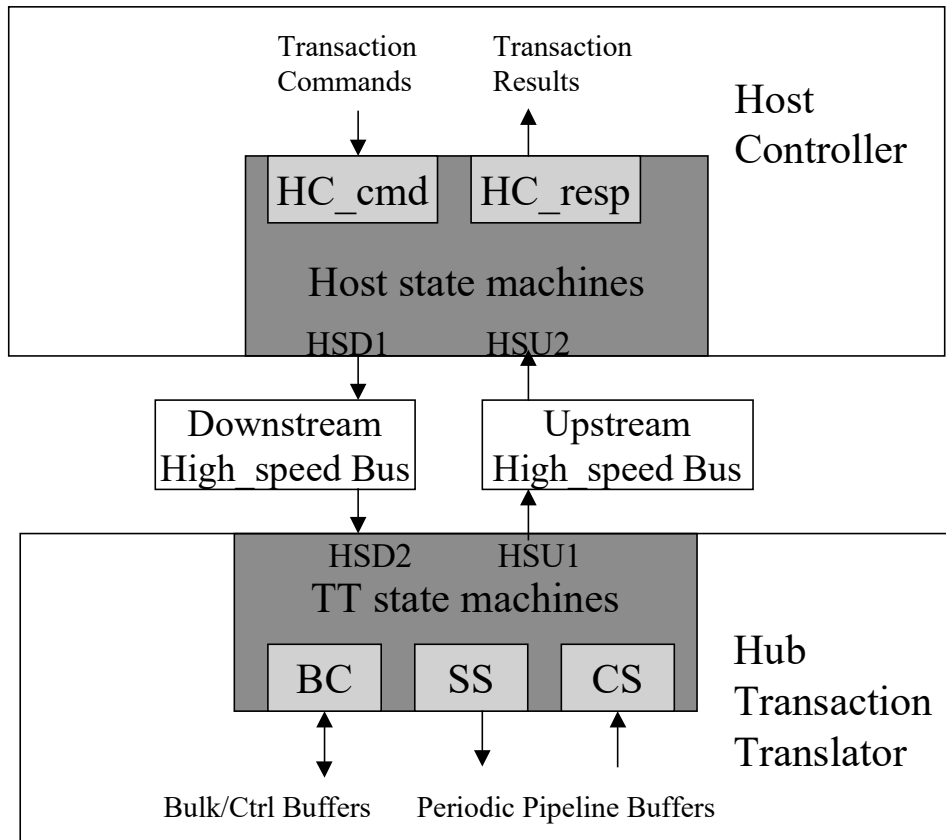 Transaction
Commands
Transaction
Results
Host
Controller
HC_cmd
HC_resp
Host state machines
HSD1
HSU2
Downstream
High_speed Bus
Upstream
High_speed Bus
HSD2
HSU1
TT state machines
BC
SS
CS
Hub
Transaction
Translator
Bulk/Ctrl Buffers
Periodic Pipeline Buffers